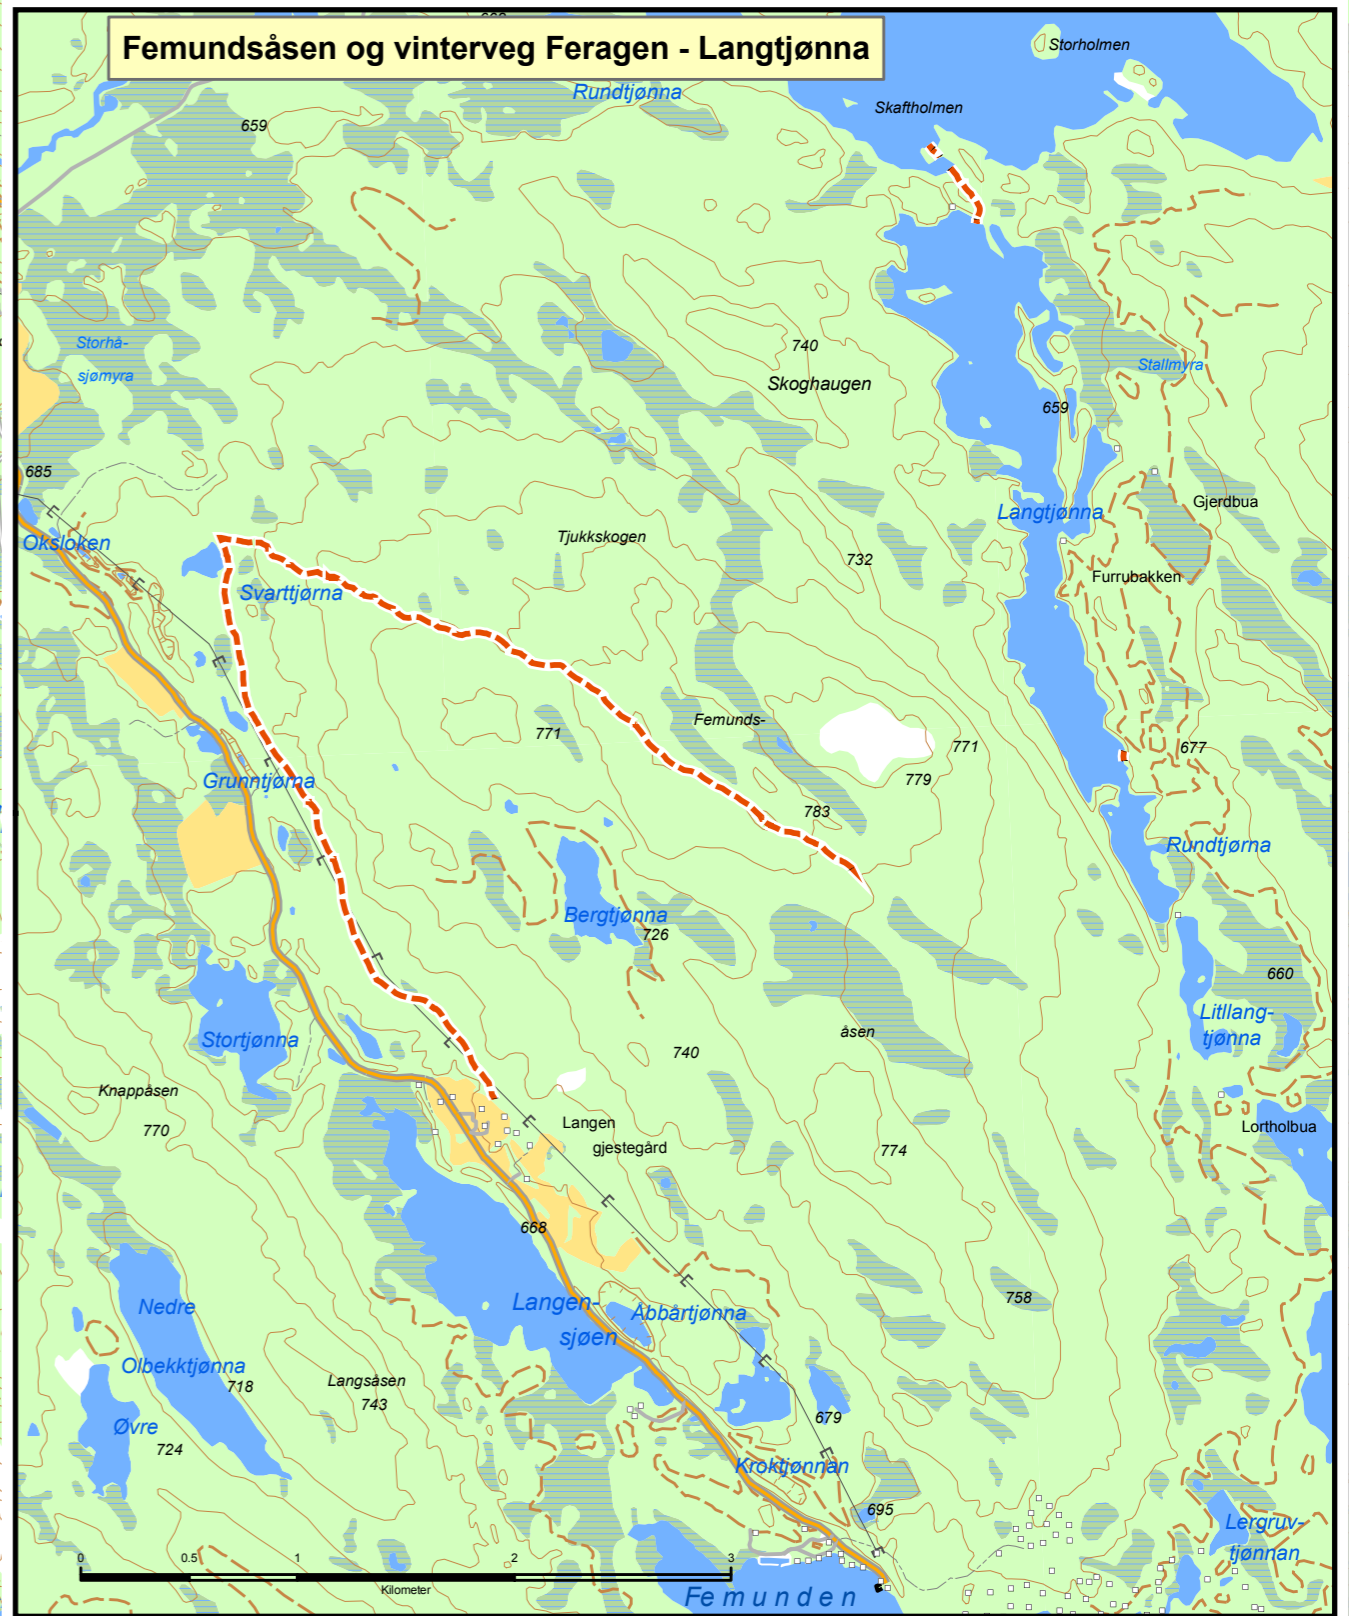 Femundsåsen og vinterveg Feragen - Langtjønna
Storholmen
Rundtjønna
Skaftholmen
659
Storhå-
sjømyra
740
Skoghaugen
Stallmyra
659
685
Langtjønna
Gjerdbua
Oksloken
Tjukkskogen
732
Furrubakken
Svarttjørna
Femunds-
771
771
677
Grunntjørna
779
783
Rundtjørna
Bergtjønna
726
660
Litllang-
tjønna
Stortjønna
åsen
740
Knappåsen
770
Langen
gjestegård
Lortholbua
774
668
758
Nedre
Langen-
sjøen
Abbårtjønna
Olbekktjønna
718
Langsåsen
743
Øvre
724
679
Kroktjønnan
695
Lergruv-
tjønnan
0 0.5 1 2 3
Kilometer
Femunden